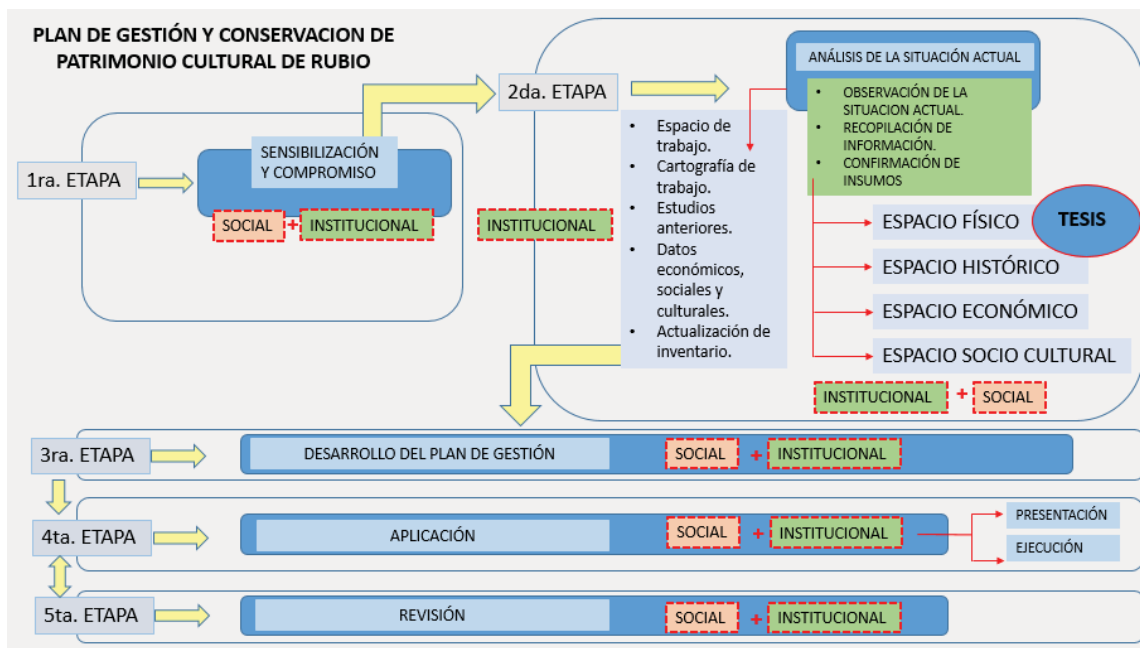 PLAN DE GESTIÓN Y CONSERVACION DE
PATRIMONIO CULTURAL DE RUBIO
1ra. ETAPA
SENSIBILIZACIÓN
Y COMPROMISO
SOCIAL + INSTITUCIONAL
2da. ETAPA
INSTITUCIONAL
• Espacio de
trabajo.
• Cartografía de
trabajo.
• Estudios
anteriores.
• Datos
económicos,
sociales y
culturales.
• Actualización de
inventario.
ANÁLISIS DE LA SITUACIÓN ACTUAL
• OBSERVACIÓN DE LA
SITUACION ACTUAL.
• RECOPILACIÓN DE
INFORMACIÓN.
• CONFIRMACIÓN DE
INSUMOS
ESPACIO FÍSICO
TESIS
ESPACIO HISTÓRICO
ESPACIO ECONÓMICO
ESPACIO SOCIO CULTURAL
INSTITUCIONAL + SOCIAL
3ra. ETAPA
DESARROLLO DEL PLAN DE GESTIÓN
SOCIAL + INSTITUCIONAL
4ta. ETAPA
APLICACIÓN
SOCIAL + INSTITUCIONAL
PRESENTACIÓN
EJECUCIÓN
5ta. ETAPA
REVISIÓN
SOCIAL + INSTITUCIONAL